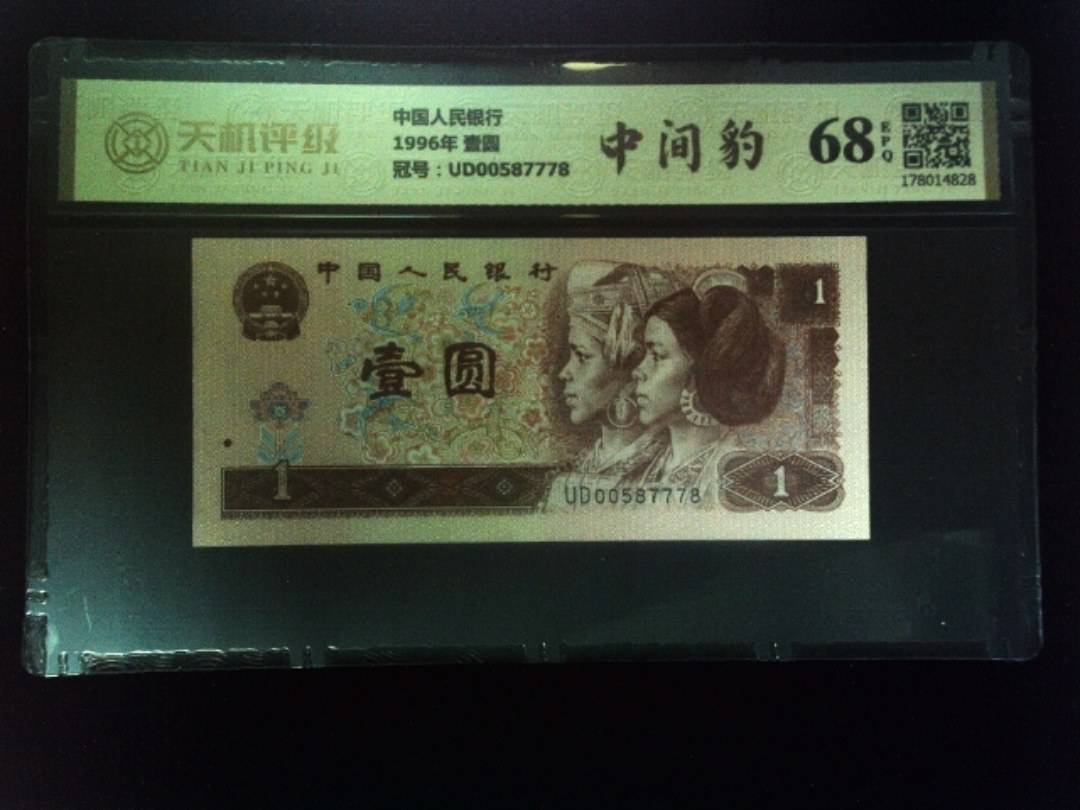 天机评级
TIAN JI PING JI
中国人民银行
1996年 壹圆
冠号：UD00587778
中间豹
68 EPQ
178014828
中国人民银行
1
壹圆
1
UD00587778
1